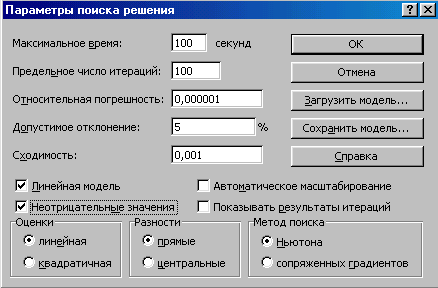 Параметры поиска решения
Максимальное время: 100 секунд OK
Предельное число итераций: 100 Отмена
Относительная погрешность: 0,000001 Загрузить модель...
Допустимое отклонение: 5 % Сохранить модель...
Сходимость: 0,001 Справка
Линейная модель Автоматическое масштабирование
Неотрицательные значения Показывать результаты итераций
Оценки Разности Метод поиска
линейная прямые Ньютона
квадратичная центральные сопряженных градиентов